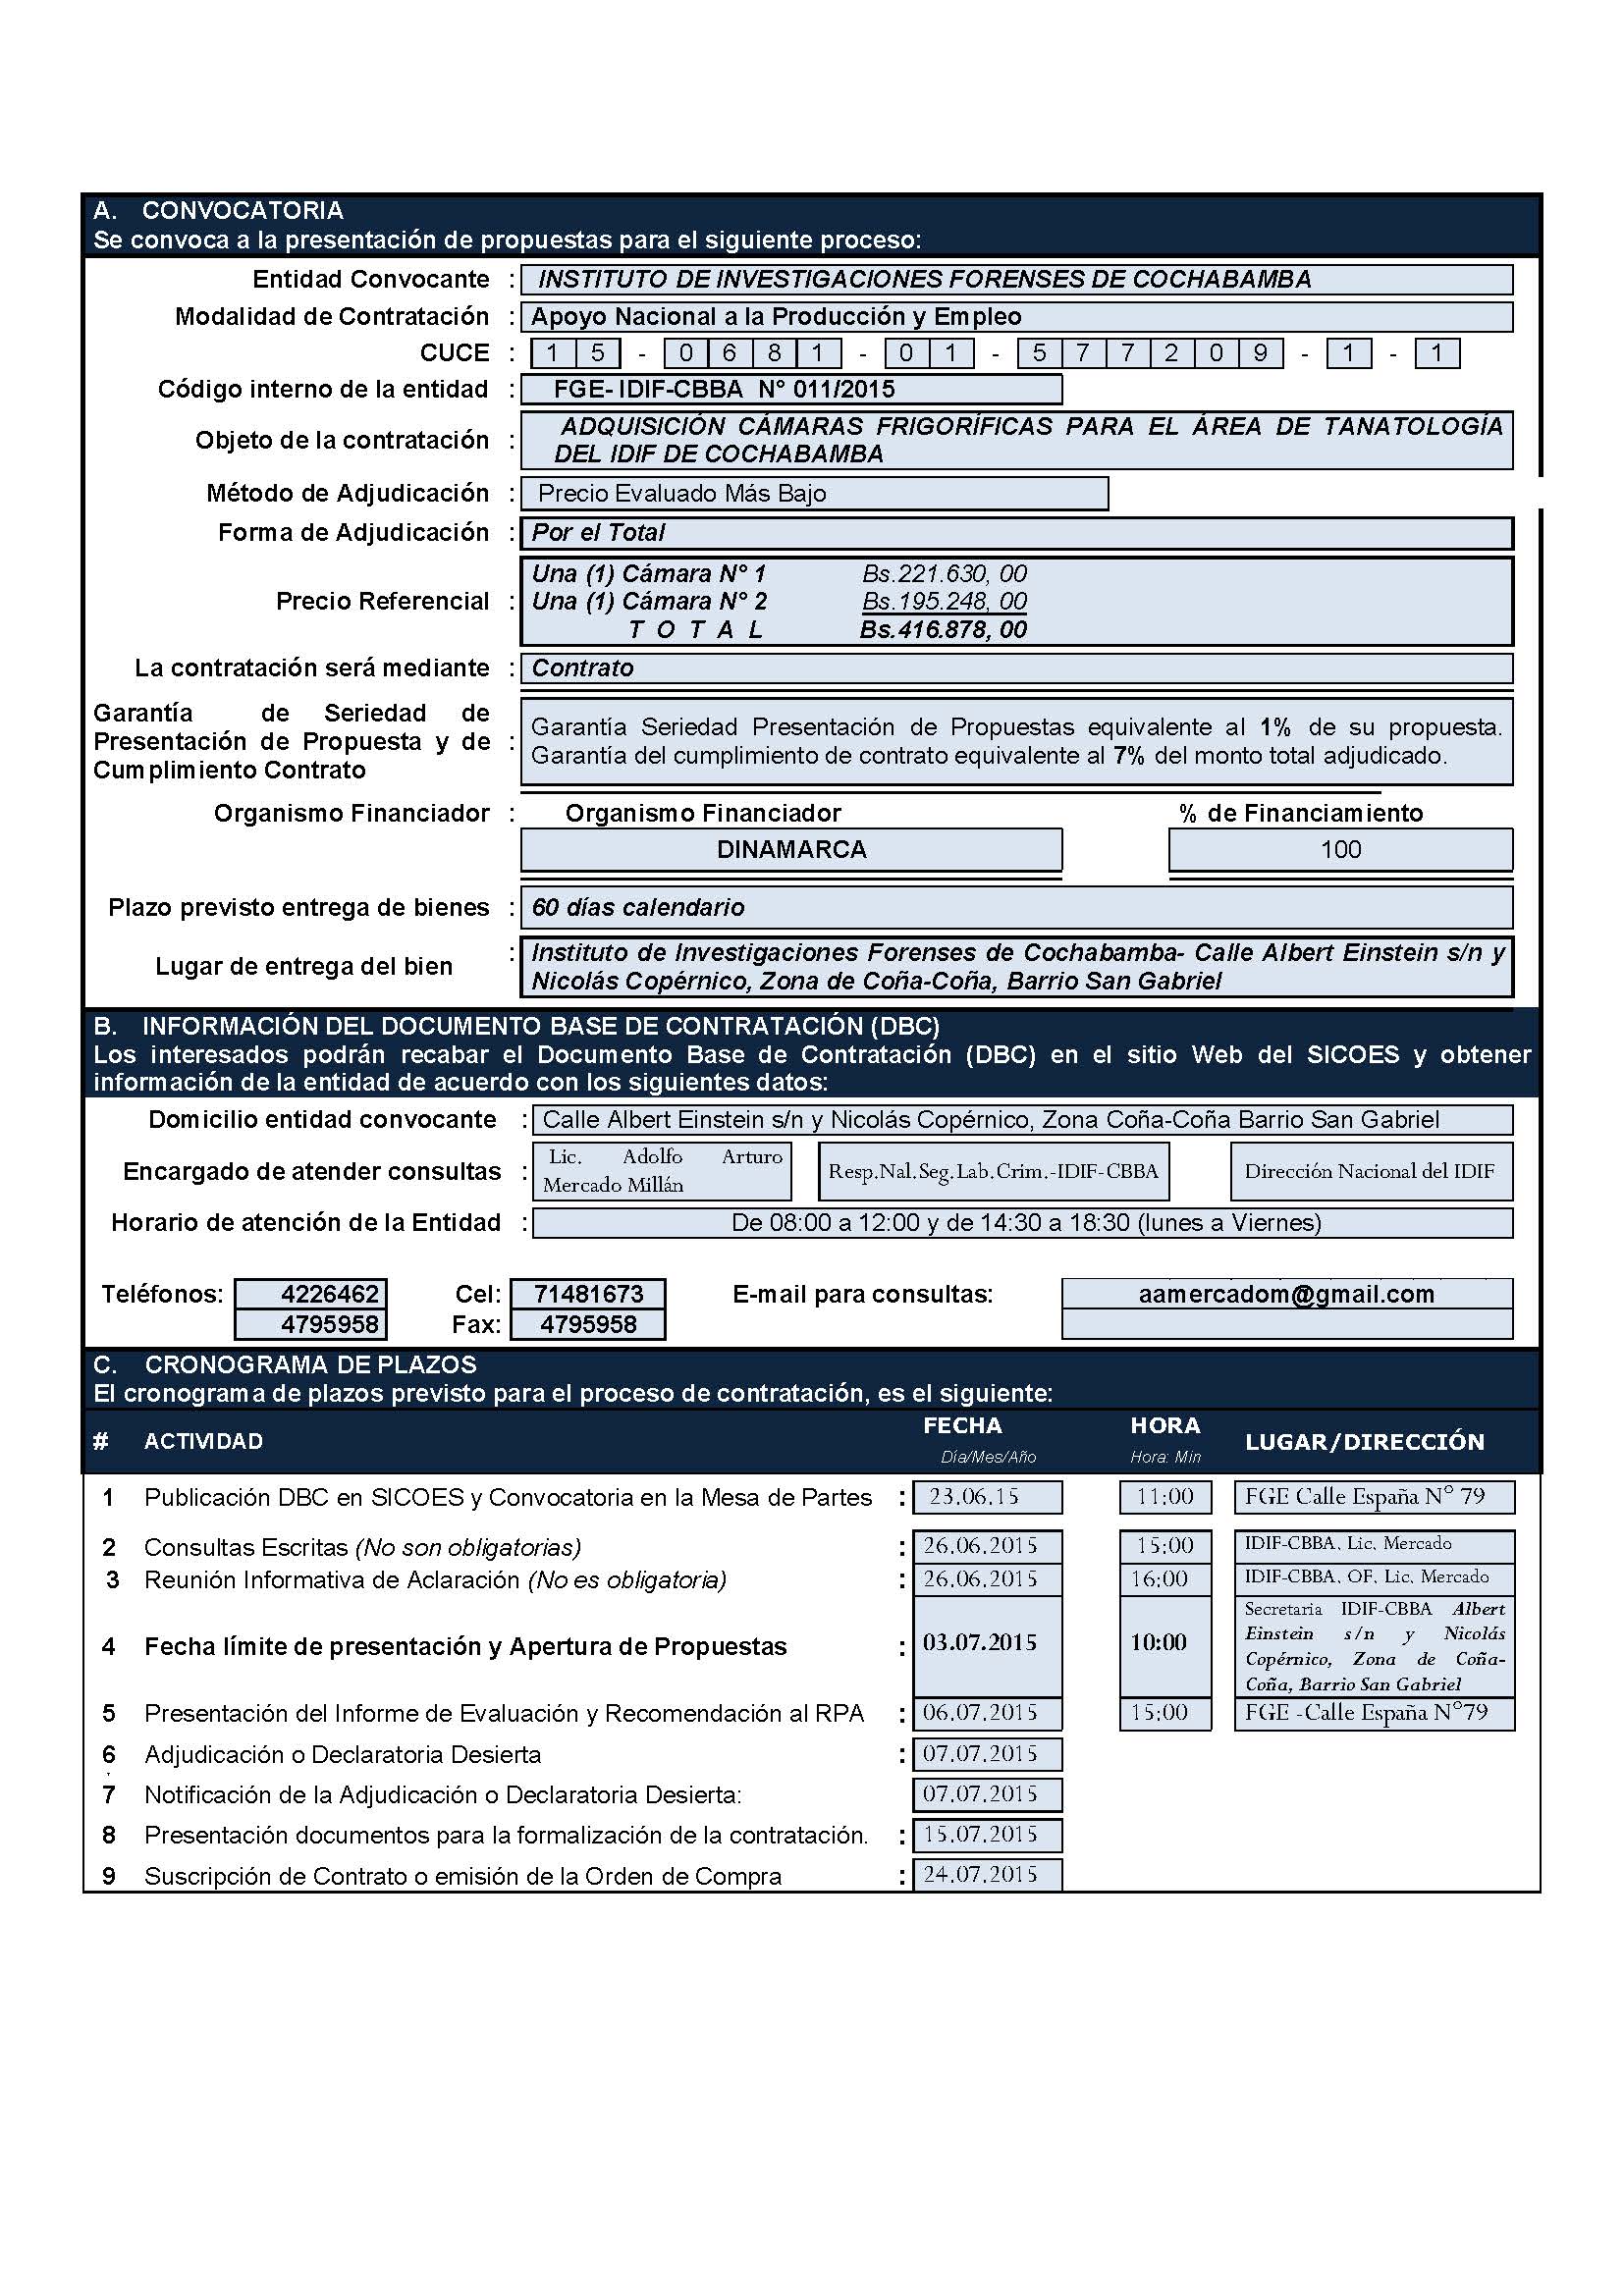 A. CONVOCATORIA
Se convoca a la presentación de propuestas para el siguiente proceso:
Entidad Convocante : INSTITUTO DE INVESTIGACIONES FORENSES DE COCHABAMBA
Modalidad de Contratación : Apoyo Nacional a la Producción y Empleo
CUCE : 1 5 - 0 6 8 1 - 0 1 - 5 7 7 2 0 9 - 1 - 1
Código interno de la entidad : FGE- IDIF-CBBA N° 011/2015
Objeto de la contratación : ADQUISICIÓN CÁMARAS FRIGORÍFICAS PARA EL ÁREA DE TANATOLOGÍA
DEL IDIF DE COCHABAMBA
Método de Adjudicación : Precio Evaluado Más Bajo
Forma de Adjudicación : Por el Total
Precio Referencial : Una (1) Cámara N° 1 Bs.221.630, 00
Una (1) Cámara N° 2 Bs.195.248, 00
T O T A L Bs.416.878, 00
La contratación será mediante : Contrato
Garantía de Seriedad de
Presentación de Propuesta y de :
Cumplimiento Contrato
Garantía Seriedad Presentación de Propuestas equivalente al 1% de su propuesta.
Garantía del cumplimiento de contrato equivalente al 7% del monto total adjudicado.
Organismo Financiador : Organismo Financiador % de Financiamiento
DINAMARCA 100
Plazo previsto entrega de bienes : 60 días calendario
Lugar de entrega del bien : Instituto de Investigaciones Forenses de Cochabamba- Calle Albert Einstein s/n y
Nicolás Copérnico, Zona de Coña-Coña, Barrio San Gabriel
B. INFORMACIÓN DEL DOCUMENTO BASE DE CONTRATACIÓN (DBC)
Los interesados podrán recabar el Documento Base de Contratación (DBC) en el sitio Web del SICOES y obtener
información de la entidad de acuerdo con los siguientes datos:
Domicilio entidad convocante : Calle Albert Einstein s/n y Nicolás Copérnico, Zona Coña-Coña Barrio San Gabriel
Encargado de atender consultas : Lic. Adolfo Arturo
Mercado Millán
Resp.Nal.Seg.Lab.Crim.-IDIF-CBBA
Dirección Nacional del IDIF
Horario de atención de la Entidad : De 08:00 a 12:00 y de 14:30 a 18:30 (lunes a Viernes)
Teléfonos: 4226462 Cel: 71481673 E-mail para consultas: aamercadom@gmail.com
4795958 Fax: 4795958
C. CRONOGRAMA DE PLAZOS
El cronograma de plazos previsto para el proceso de contratación, es el siguiente:
# ACTIVIDAD FECHA HORA LUGAR/DIRECCIÓN
Día/Mes/Año Hora: Min
1 Publicación DBC en SICOES y Convocatoria en la Mesa de Partes : 23.06.15 11:00 FGE Calle España N° 79
2 Consultas Escritas (No son obligatorias) : 26.06.2015 15:00 IDIF-CBBA. Lic. Mercado
3 Reunión Informativa de Aclaración (No es obligatoria) : 26.06.2015 16:00 IDIF-CBBA. OF. Lic. Mercado
4 Fecha límite de presentación y Apertura de Propuestas : 03.07.2015 10:00
Secretaria IDIF-CBBA Albert
Einstein s/n y Nicolás
Copérnico, Zona de Coña-
Coña, Barrio San Gabriel
5 Presentación del Informe de Evaluación y Recomendación al RPA : 06.07.2015 15:00 FGE -Calle España N°79
6 Adjudicación o Declaratoria Desierta : 07.07.2015
7 Notificación de la Adjudicación o Declaratoria Desierta: 07.07.2015
8 Presentación documentos para la formalización de la contratación. : 15.07.2015
9 Suscripción de Contrato o emisión de la Orden de Compra : 24.07.2015